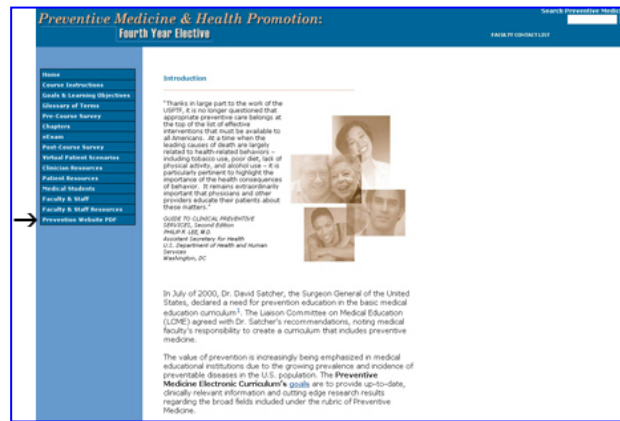 Preventive Medicine & Health Promotion:
Fourth Year Elective
Search Preventive Medic
FACULTY CONTACT LIST
Home
Course Instructions
Goals & Learning Objectives
Glossary of Terms
Pre-Course Survey
Chapters
eExam
Post-Course Survey
Virtual Patient Scenarios
Clinician Resources
Patient Resources
Medical Students
Faculty & Staff
Faculty & Staff Resources
Prevention Website PDF
Introduction
"Thanks in large part to the work of the
USPTF, it is no longer questioned that
appropriate preventive care belongs at
the top of the list of effective
interventions that must be available to
all Americans. At a time when the
leading causes of death are largely
related to health-related behaviors –
including tobacco use, poor diet, lack of
physical activity, and alcohol use – it is
particularly pertinent to highlight the
importance of the health consequences
of behavior. It remains extraordinarily
important that physicians and other
providers educate their patients about
these matters."
GUIDE TO CLINICAL PREVENTIVE
SERVICES, Second Edition
PHILIP R. LEE, M.D.
Assistant Secretary for Health
U.S. Department of Health and Human
Services
Washington, DC
In July of 2000, Dr. David Satcher, the Surgeon General of the United
States, declared a need for prevention education in the basic medical
education curriculum1. The Liaison Committee on Medical Education
(LCME) agreed with Dr. Satcher's recommendations, noting medical
faculty's responsibility to create a curriculum that includes preventive
medicine.
The value of prevention is increasingly being emphasized in medical
educational institutions due to the growing prevalence and incidence of
preventable diseases in the U.S. population. The Preventive
Medicine Electronic Curriculum's goals are to provide up-to-date,
clinically relevant information and cutting edge research results
regarding the broad fields included under the rubric of Preventive
Medicine.